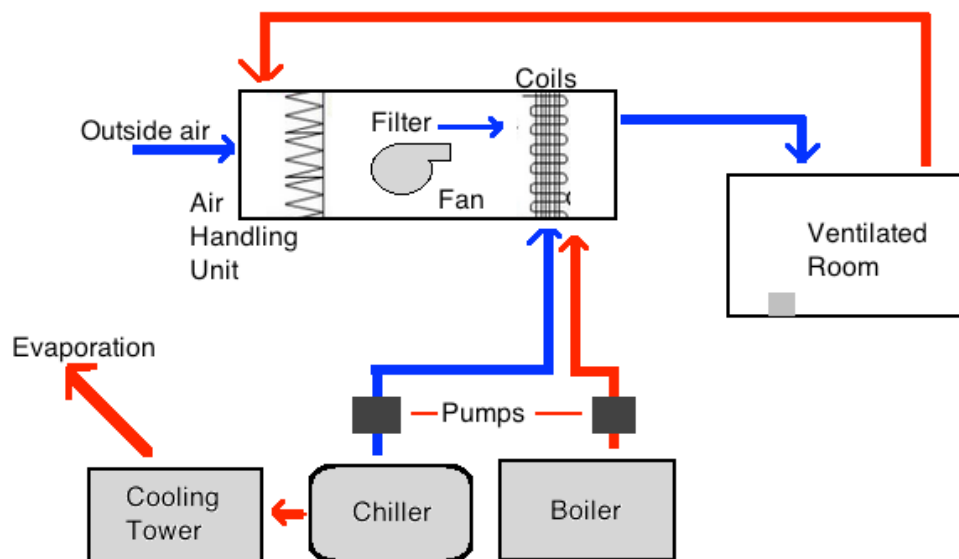 Coils
Outside air
Filter
Fan
Air
Handling
Unit
Ventilated
Room
Evaporation
Pumps
Cooling
Tower
Chiller
Boiler